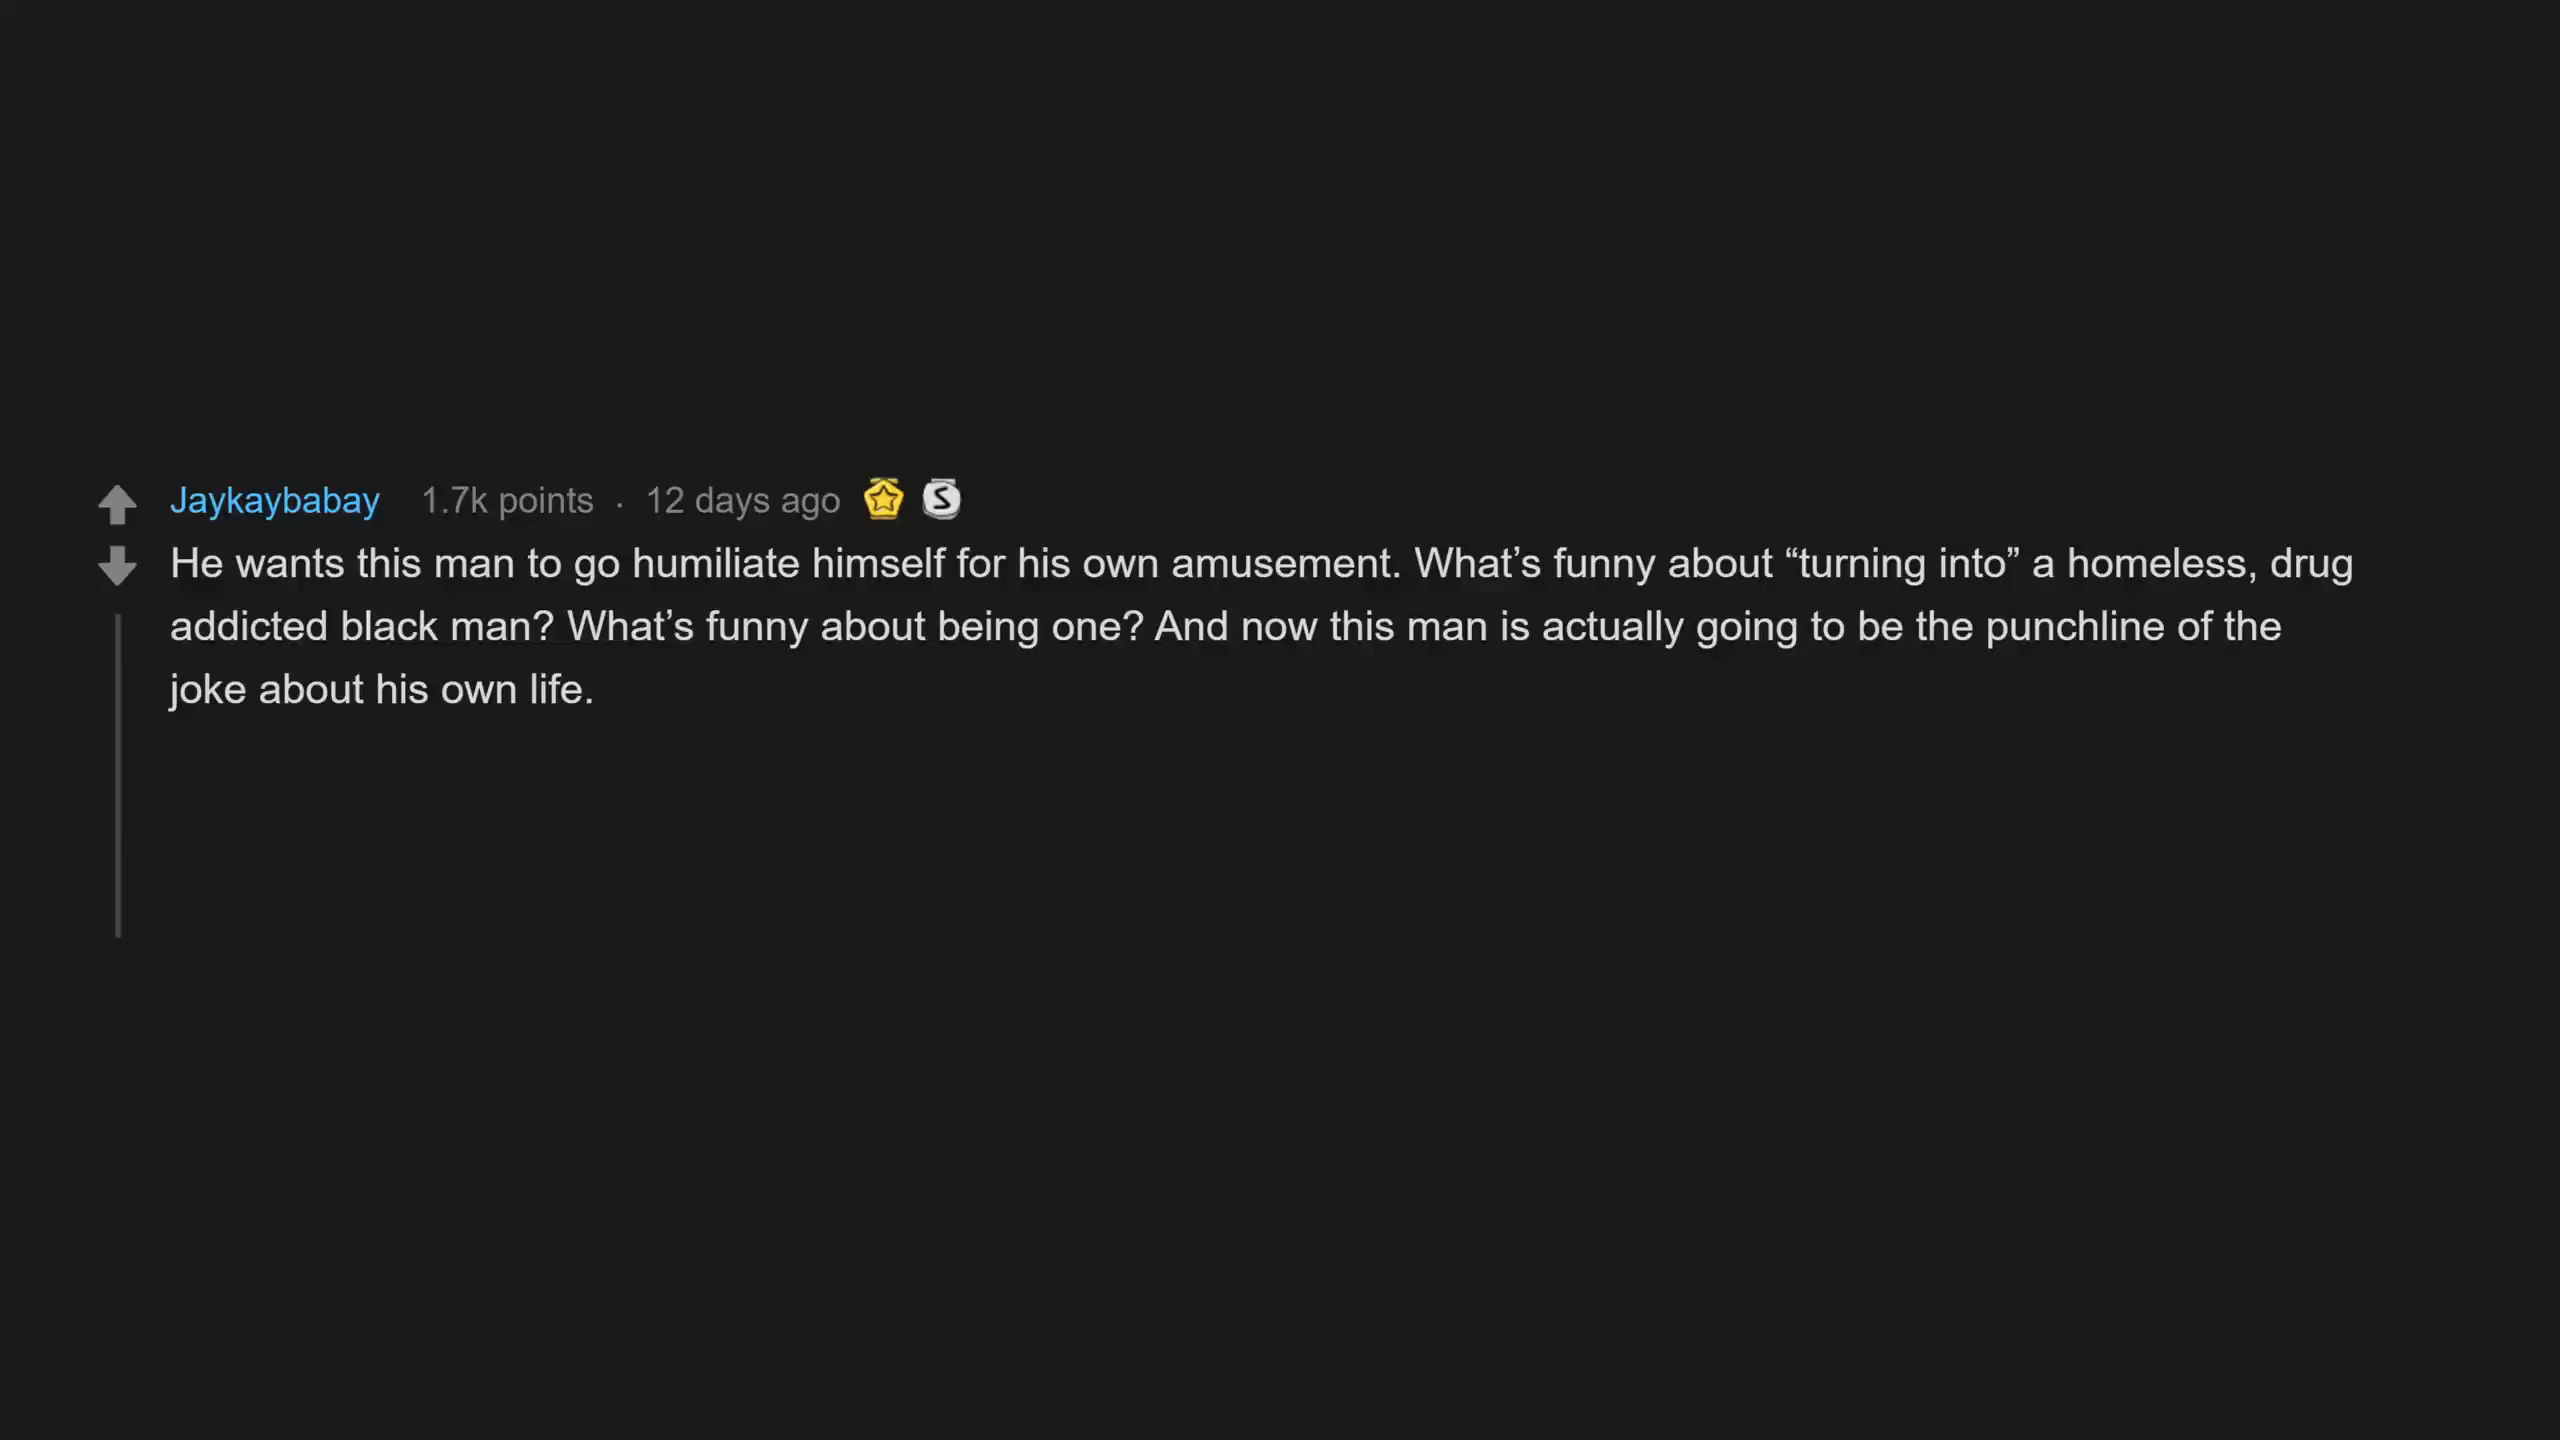 Jaykaybabay 1.7k points · 12 days ago S
He wants this man to go humiliate himself for his own amusement. What’s funny about “turning into” a homeless, drug
addicted black man? What’s funny about being one? And now this man is actually going to be the punchline of the
joke about his own life.